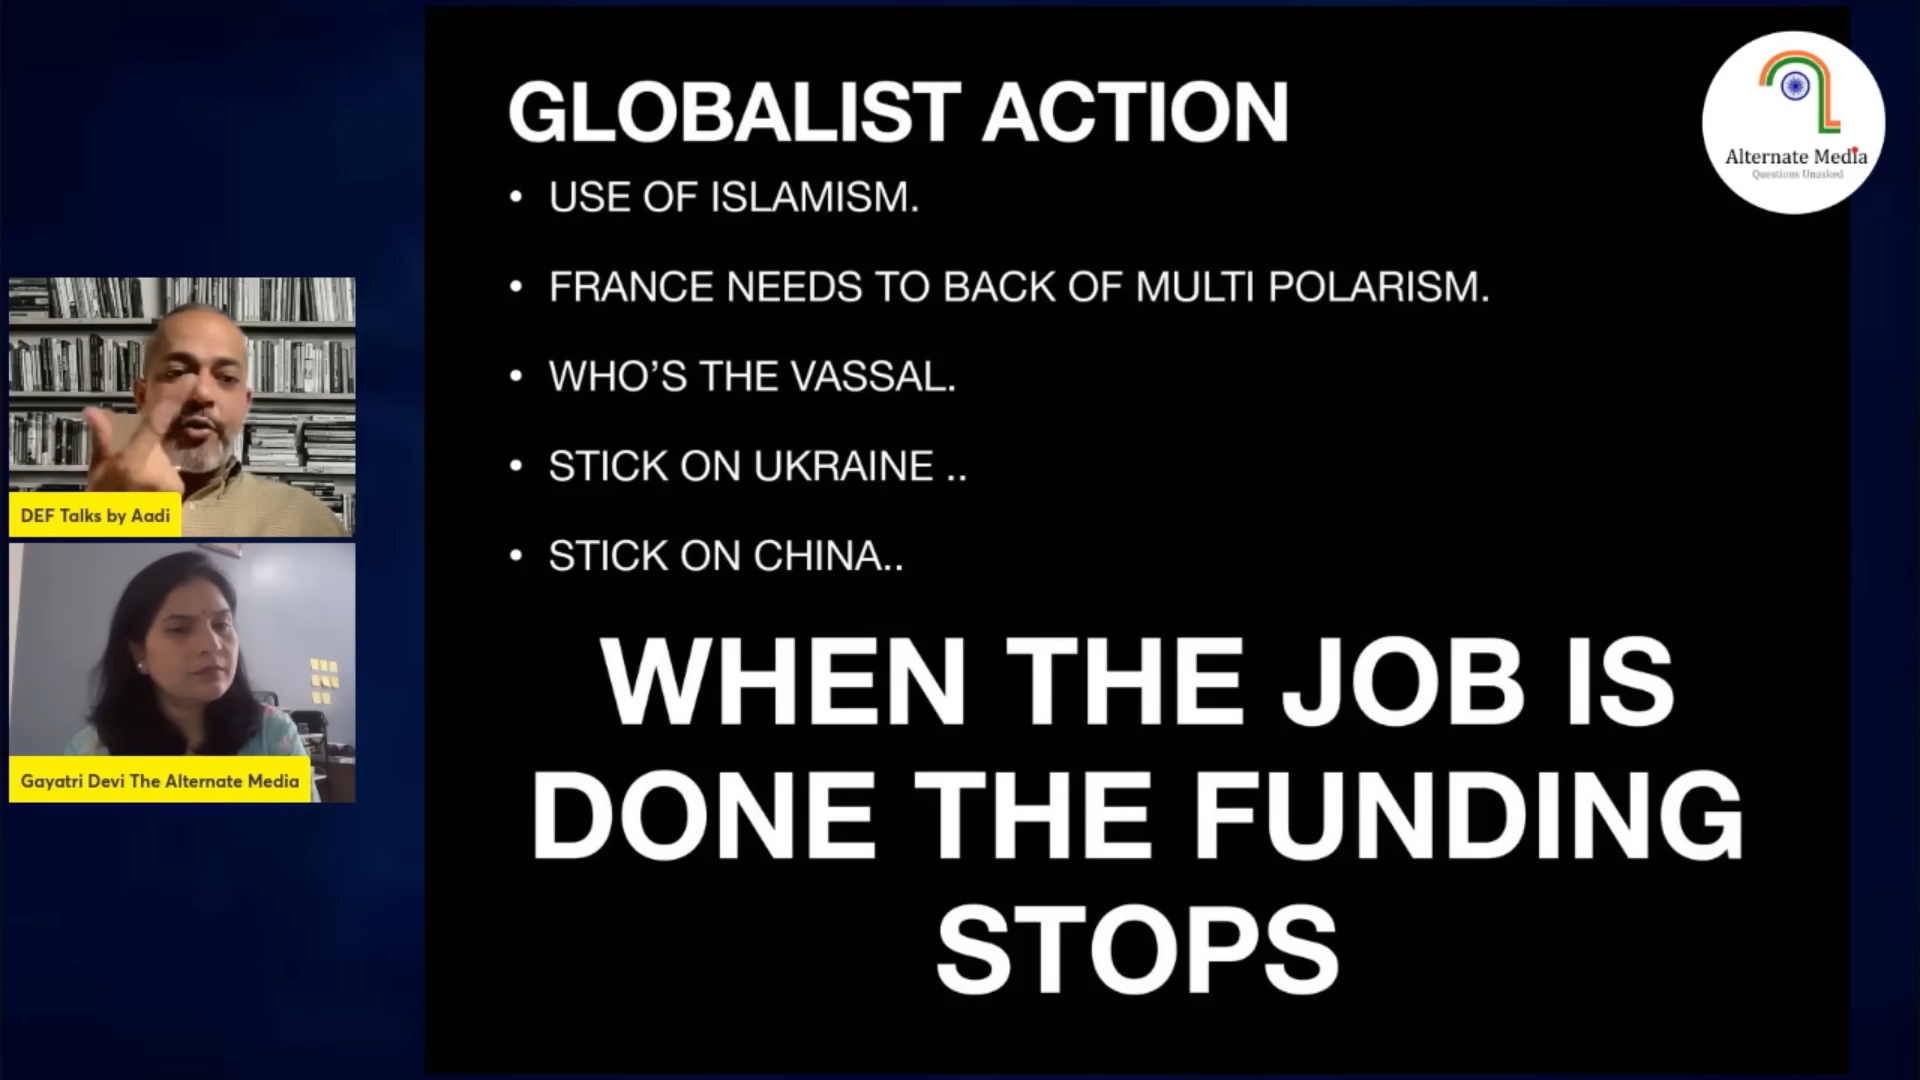 GLOBALIST ACTION
• USE OF ISLAMISM.
• FRANCE NEEDS TO BACK OF MULTI POLARISM.
• WHO'S THE VASSAL.
• STICK ON UKRAINE ..
• STICK ON CHINA..
WHEN THE JOB IS
DONE THE FUNDING
STOPS
Alternate Media
Questions Unasked
DEF Talks by Aadi
Gayatri Devi The Alternate Media